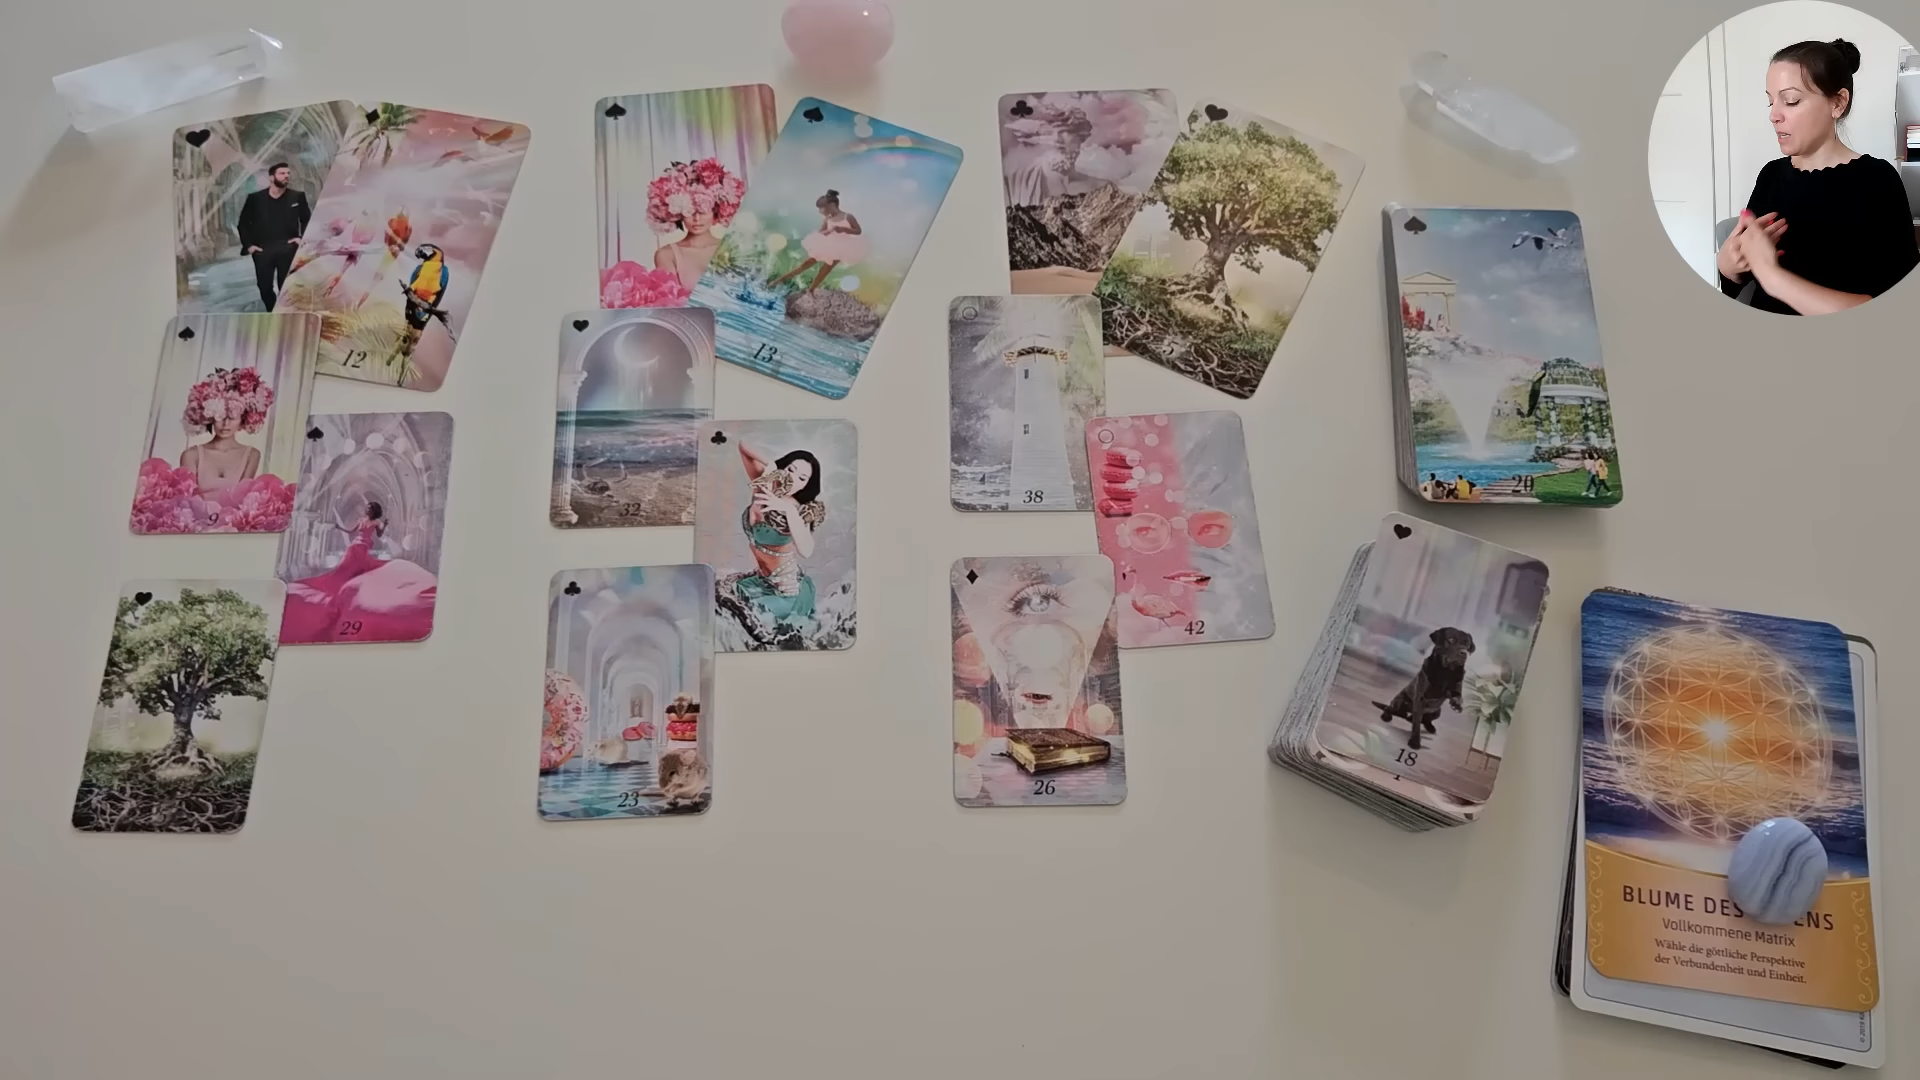 12
13
9
32
38
20
29
42
23
26
18
BLUME DES
Vollkommene Matrix
Wähle die göttliche Perspektive
der Verbundenheit und Einheit.